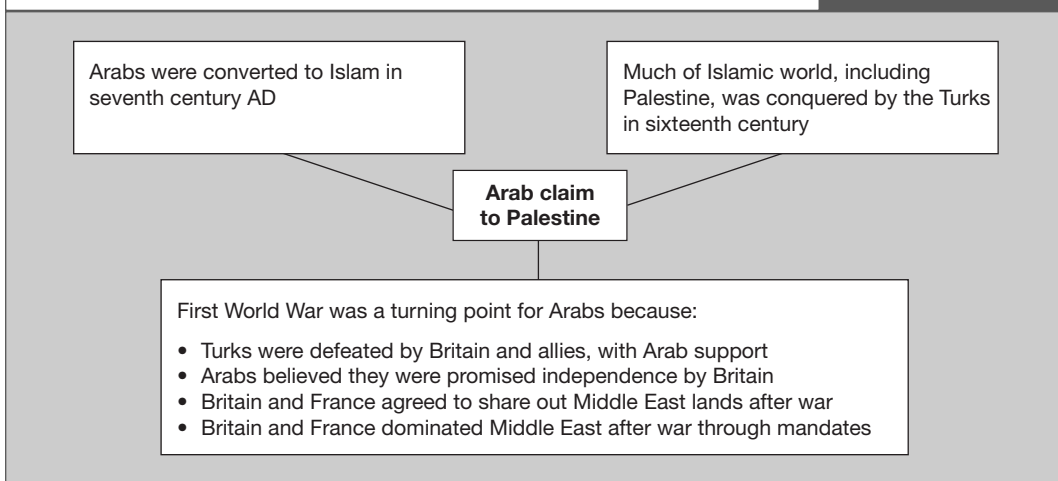 Arabs were converted to Islam in
seventh century AD
Much of Islamic world, including
Palestine, was conquered by the Turks
in sixteenth century
Arab claim
to Palestine
First World War was a turning point for Arabs because:
• Turks were defeated by Britain and allies, with Arab support
• Arabs believed they were promised independence by Britain
• Britain and France agreed to share out Middle East lands after war
• Britain and France dominated Middle East after war through mandates